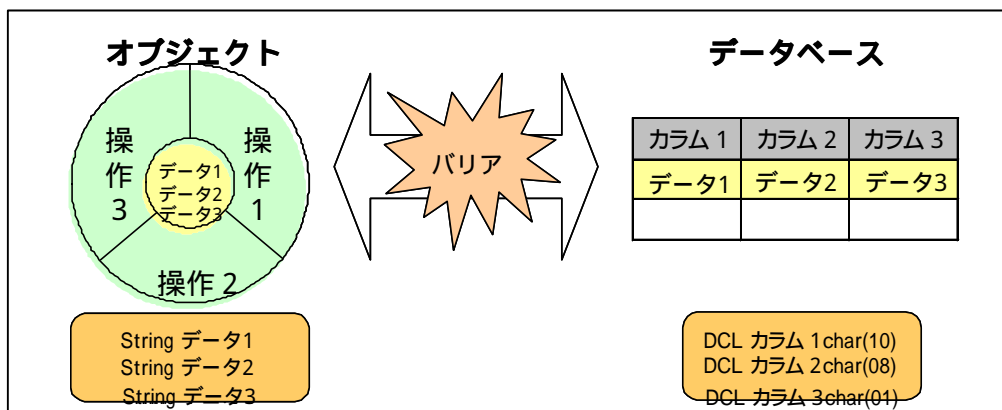 オブジェクト
データベース
操作3
操作1
操作2
データ1
データ2
データ3
バリア
カラム 1 カラム 2 カラム 3
データ1 データ2 データ3
String データ1
String データ2
String データ3
DCL カラム 1char(10)
DCL カラム 2char(08)
DCL カラム 3char(01)